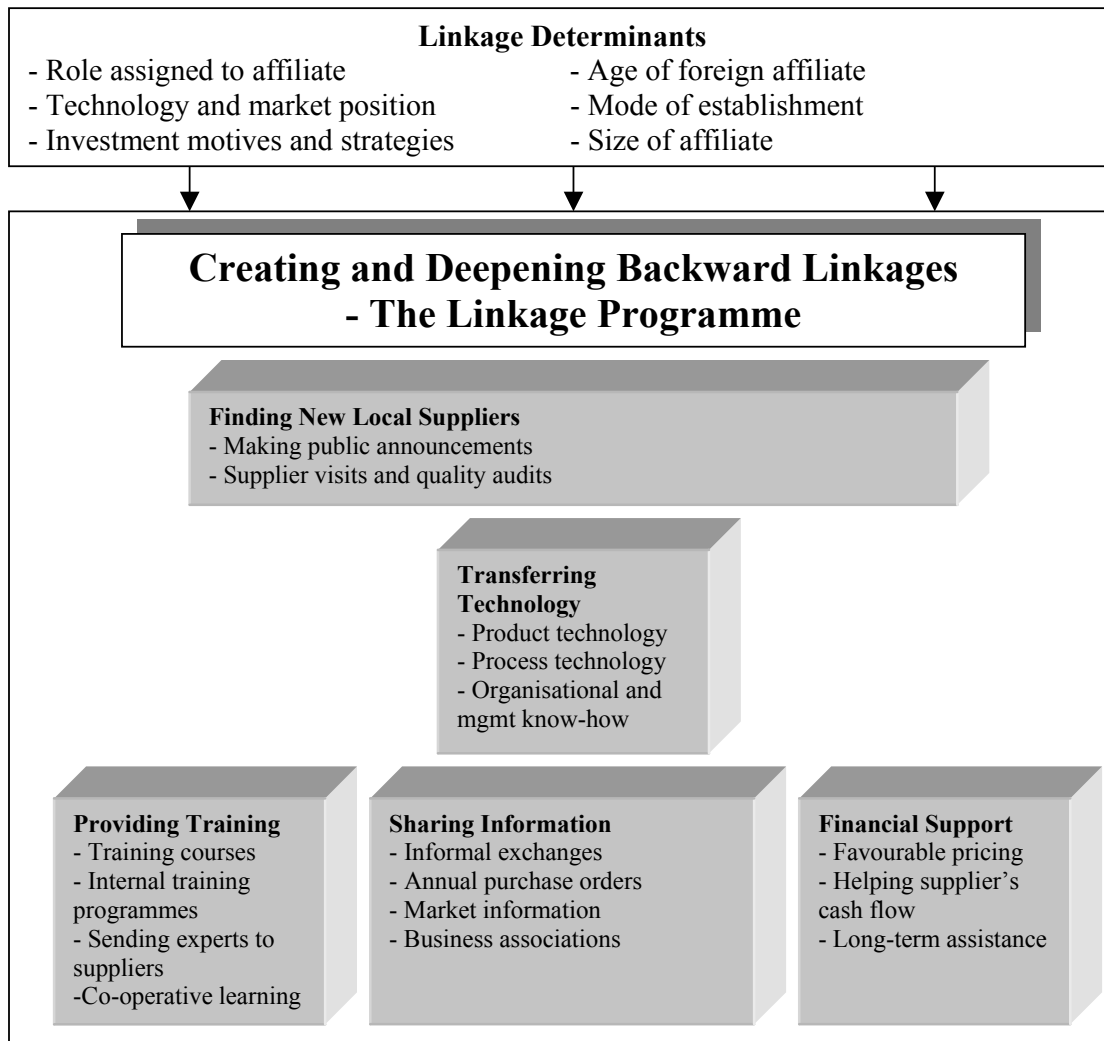 Linkage Determinants
- Role assigned to affiliate
- Technology and market position
- Investment motives and strategies
- Age of foreign affiliate
- Mode of establishment
- Size of affiliate
Creating and Deepening Backward Linkages
- The Linkage Programme
Finding New Local Suppliers
- Making public announcements
- Supplier visits and quality audits
Transferring
Technology
- Product technology
- Process technology
- Organisational and
mgmt know-how
Providing Training
- Training courses
- Internal training
programmes
- Sending experts to
suppliers
-Co-operative learning
Sharing Information
- Informal exchanges
- Annual purchase orders
- Market information
- Business associations
Financial Support
- Favourable pricing
- Helping supplier’s
cash flow
- Long-term assistance